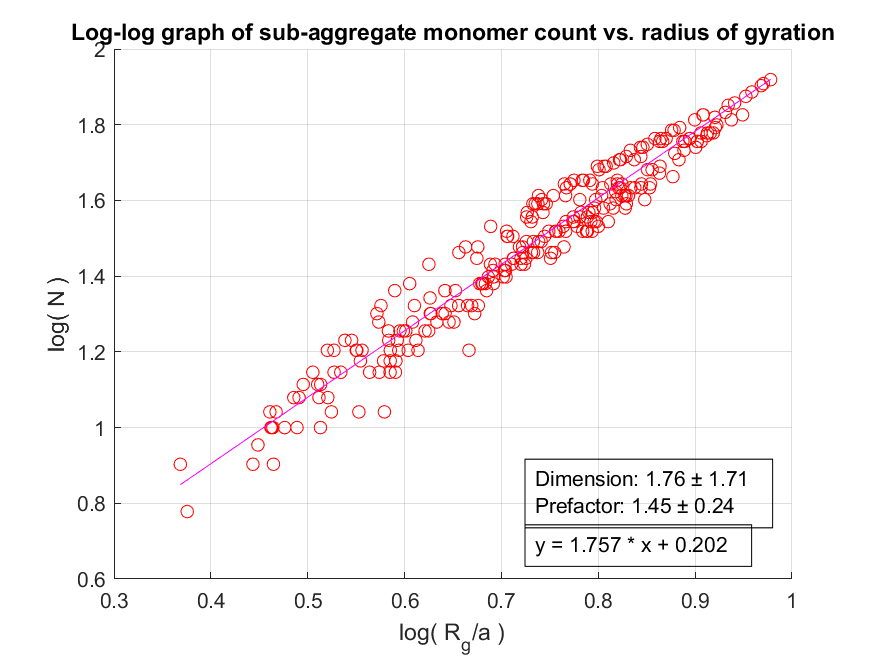 Log-log graph of sub-aggregate monomer count vs. radius of gyration
2
1.8
1.6
1.4
1.2
1
0.8
0.6
log( N )
Dimension: 1.76 ± 1.71
Prefactor: 1.45 ± 0.24
y = 1.757 * x + 0.202
0.3 0.4 0.5 0.6 0.7 0.8 0.9 1
log( Rg/a )